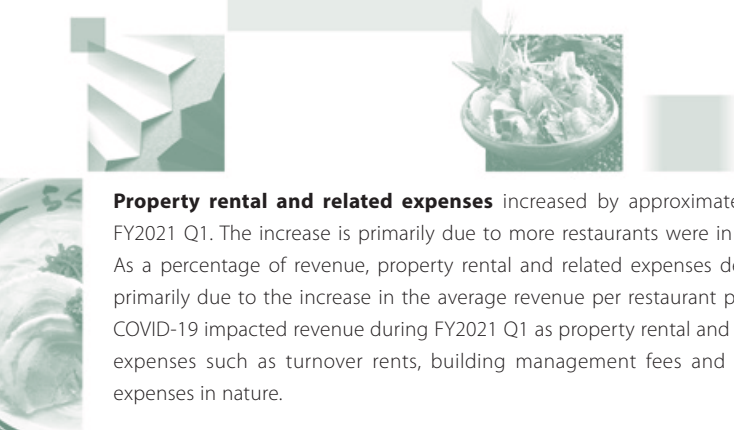 Property rental and related expenses increased by
FY2021 Q1. The increase is primarily due to more restaurants were in
As a percentage of revenue, property rental and related expenses
primarily due to the increase in the average revenue per restaurant
COVID-19 impacted revenue during FY2021 Q1 as property rental and
expenses such as turnover rents, building management fees and
expenses in nature.